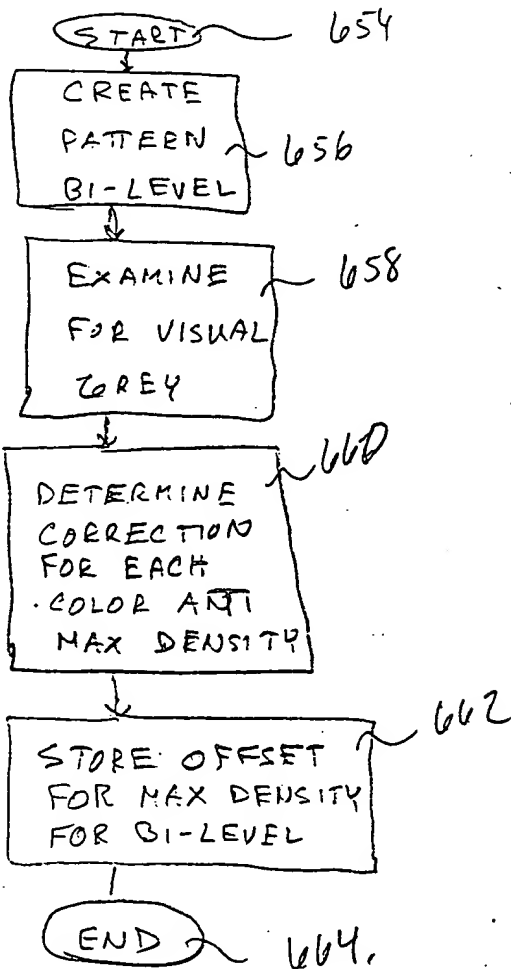 START 654
CREATE
PATTERN
BI-LEVEL
656
EXAMINE
FOR VISUAL
GREY
658
DETERMINE
CORRECTION
FOR EACH
COLOR ANT
MAX DENSITY
660
STORE OFFSET
FOR MAX DENSITY
FOR BI-LEVEL
662
END 664.